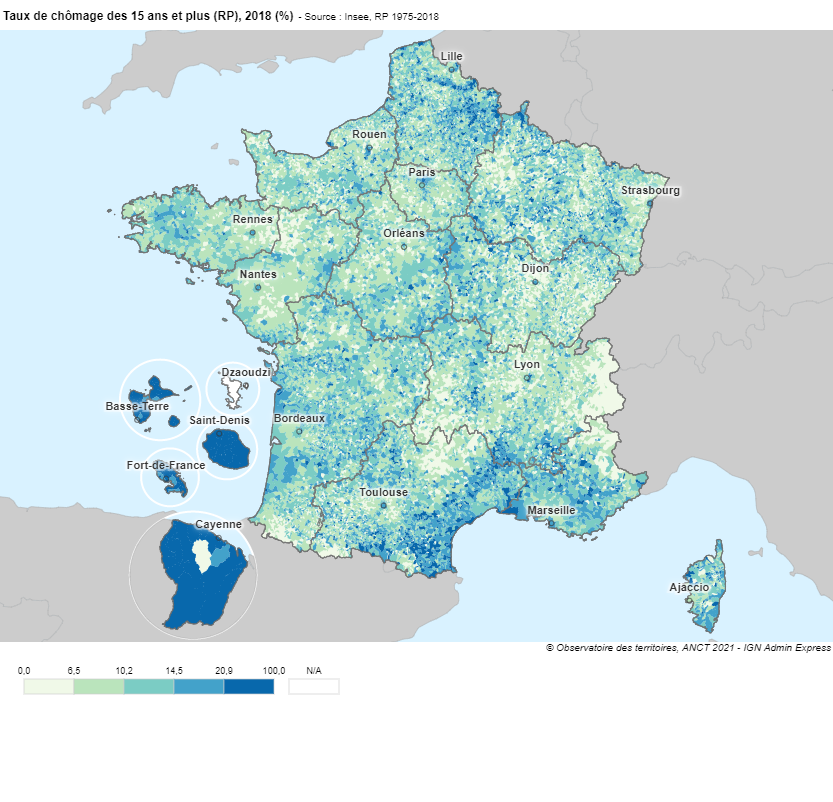 Taux de chômage des 15 ans et plus (RP), 2018 (%) - Source : Insee, RP 1975-2018
Lille
Rouen
Paris
Strasbourg
Rennes
Orléans
Nantes
Dijon
Lyon
Dzaoudzi
Basse-Terre
Saint-Denis
Bordeaux
Fort-de-France
Toulouse
Marseille
Cayenne
Ajaccio
© Observatoire des territoires, ANCT 2021 - IGN Admin Express
0,0 6,5 10,2 14,5 20,9 100,0 N/A